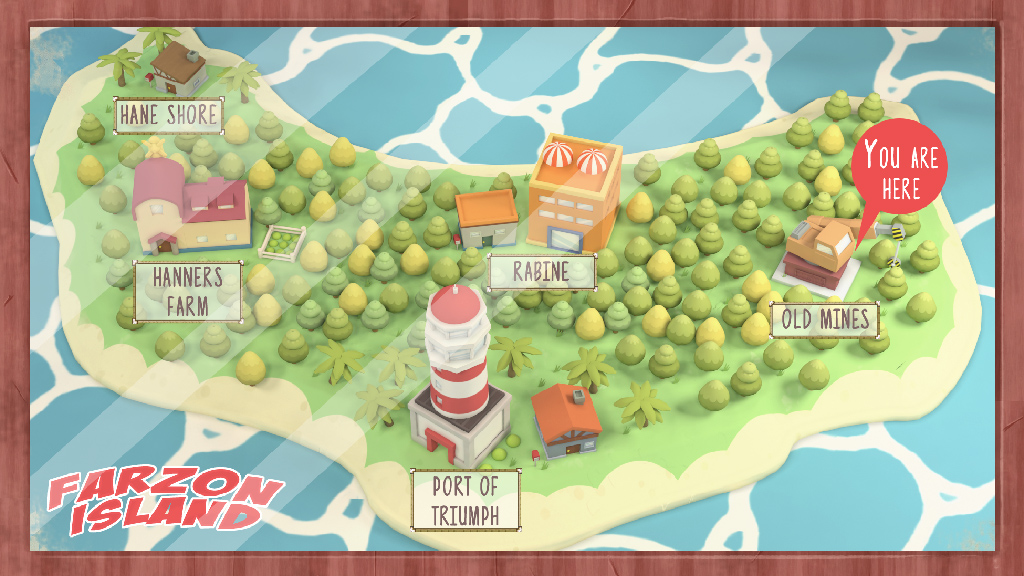 HANE SHORE
YOU ARE
HERE
HANNERS
FARM
RABINE
OLD MINES
PORT OF
TRIUMPH
FARZON
ISLAND